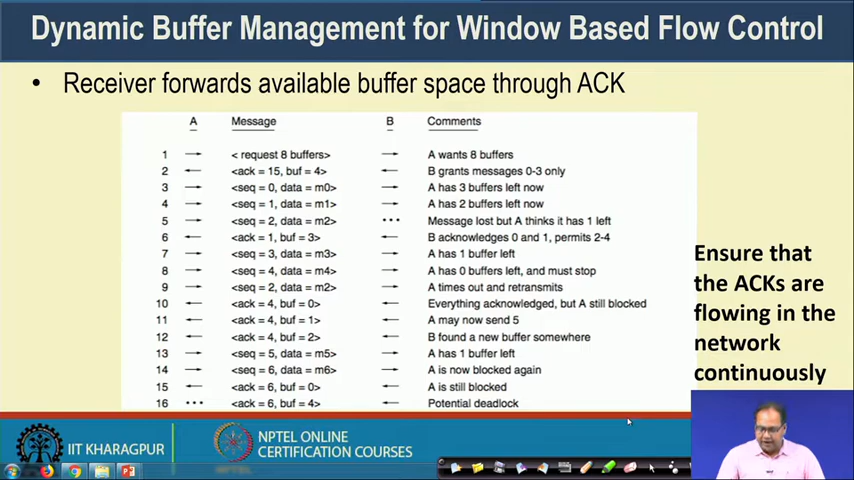 Dynamic Buffer Management for Window Based Flow Control
• Receiver forwards available buffer space through ACK
A Message B Comments
1 → < request 8 buffers> → A wants 8 buffers
2 ← <ack = 15, buf = 4> ← B grants messages 0-3 only
3 → <seq = 0, data = m0> → A has 3 buffers left now
4 → <seq = 1, data = m1> → A has 2 buffers left now
5 → <seq = 2, data = m2> ••• Message lost but A thinks it has 1 left
6 ← <ack = 1, buf = 3> ← B acknowledges 0 and 1, permits 2-4
7 → <seq = 3, data = m3> → A has 1 buffer left
8 → <seq = 4, data = m4> → A has 0 buffers left, and must stop
9 → <seq = 2, data = m2> → A times out and retransmits
10 ← <ack = 4, buf = 0> ← Everything acknowledged, but A still blocked
11 ← <ack = 4, buf = 1> ← A may now send 5
12 ← <ack = 4, buf = 2> ← B found a new buffer somewhere
13 → <seq = 5, data = m5> → A has 1 buffer left
14 → <seq = 6, data = m6> → A is now blocked again
15 ← <ack = 6, buf = 0> ← A is still blocked
16 ••• <ack = 6, buf = 4> ← Potential deadlock
Ensure that
the ACKs are
flowing in the
network
continuously
IIT KHARAGPUR
NPTEL ONLINE
CERTIFICATION COURSES
NPTEL